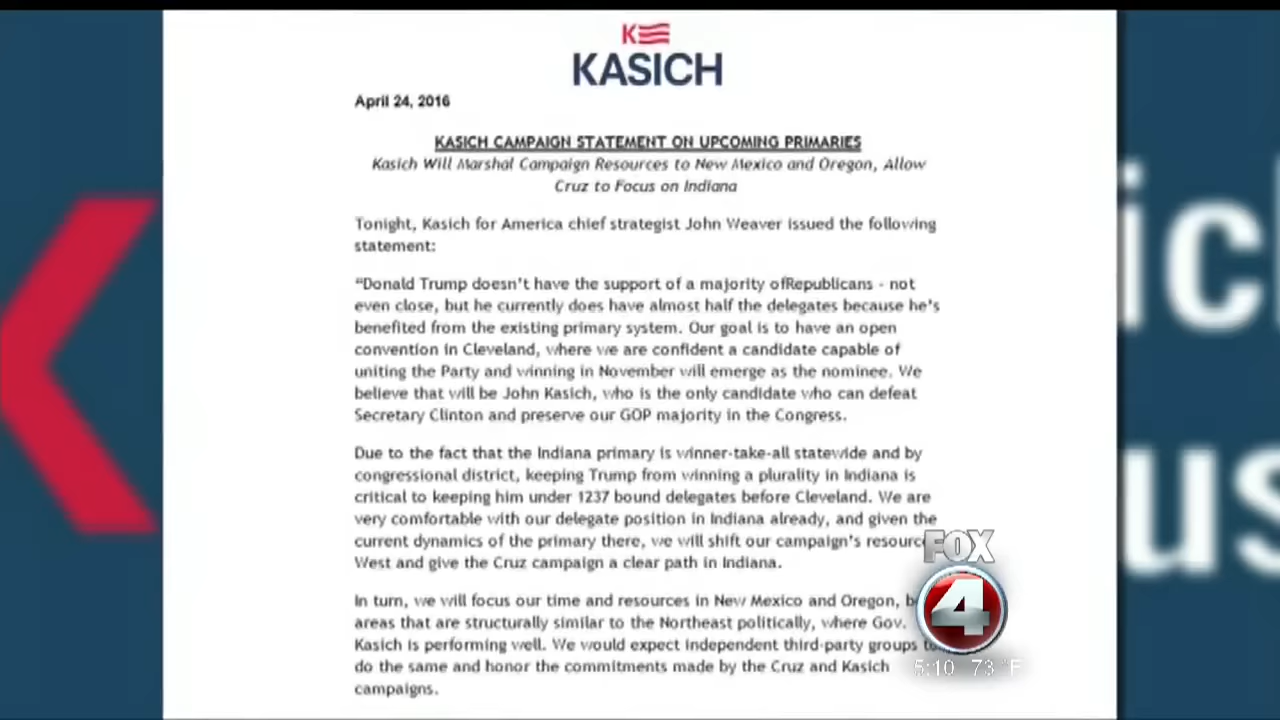 K
KASICH
April 24, 2016
KASICH CAMPAIGN STATEMENT ON UPCOMING PRIMARIES
Kasich Will Marshal Campaign Resources to New Mexico and Oregon, Allow
Cruz to Focus on Indiana
Tonight, Kasich for America chief strategist John Weaver issued the following
statement:
“Donald Trump doesn’t have the support of a majority ofRepublicans - not
even close, but he currently does have almost half the delegates because he’s
benefited from the existing primary system. Our goal is to have an open
convention in Cleveland, where we are confident a candidate capable of
uniting the Party and winning in November will emerge as the nominee. We
believe that will be John Kasich, who is the only candidate who can defeat
Secretary Clinton and preserve our GOP majority in the Congress.
Due to the fact that the Indiana primary is winner-take-all statewide and by
congressional district, keeping Trump from winning a plurality in Indiana is
critical to keeping him under 1237 bound delegates before Cleveland. We are
very comfortable with our delegate position in Indiana already, and given the
current dynamics of the primary there, we will shift our campaign’s
West and give the Cruz campaign a clear path in Indiana.
In turn, we will focus our time and resources in New Mexico and Oregon,
areas that are structurally similar to the Northeast politically, where Gov.
Kasich is performing well. We would expect independent third-party groups
do the same and honor the commitments made by the Cruz and Kasich
campaigns.
FOX
4
5:10 73 °F
ich
us